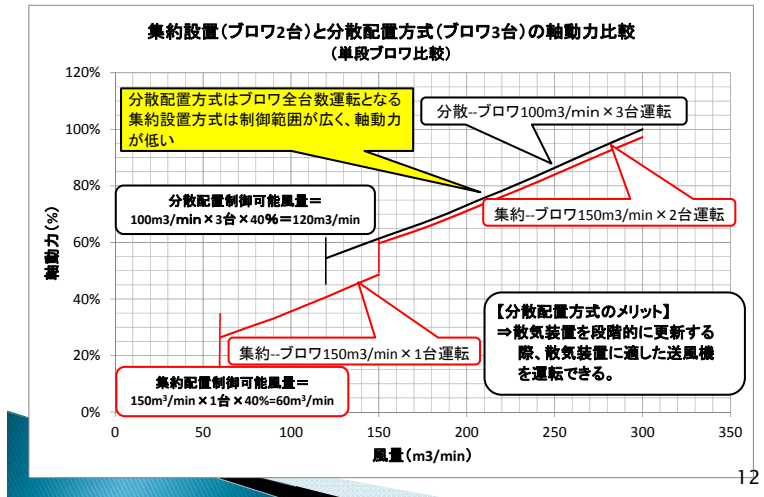 集約設置(ブロワ2台)と分散配置方式(ブロワ3台)の軸動力比較
(単段ブロワ比較)
120%
100%
80%
60%
40%
20%
0%
軸動力(%)
分散配置方式はブロワ全台数運転となる
集約設置方式は制御範囲が広く、軸動力
が低い
分散--ブロワ100m3/min×3台運転
分散配置制御可能風量=
100m3/min×3台×40%=120m3/min
集約--ブロワ150m3/min×2台運転
集約--ブロワ150m3/min×1台運転
【分散配置方式のメリット】
⇒散気装置を段階的に更新する
際、散気装置に適した送風機
を運転できる。
集約配置制御可能風量=
150m³/min×1台×40%=60m³/min
0 50 100 150 200 250 300 350
風量(m3/min)
12